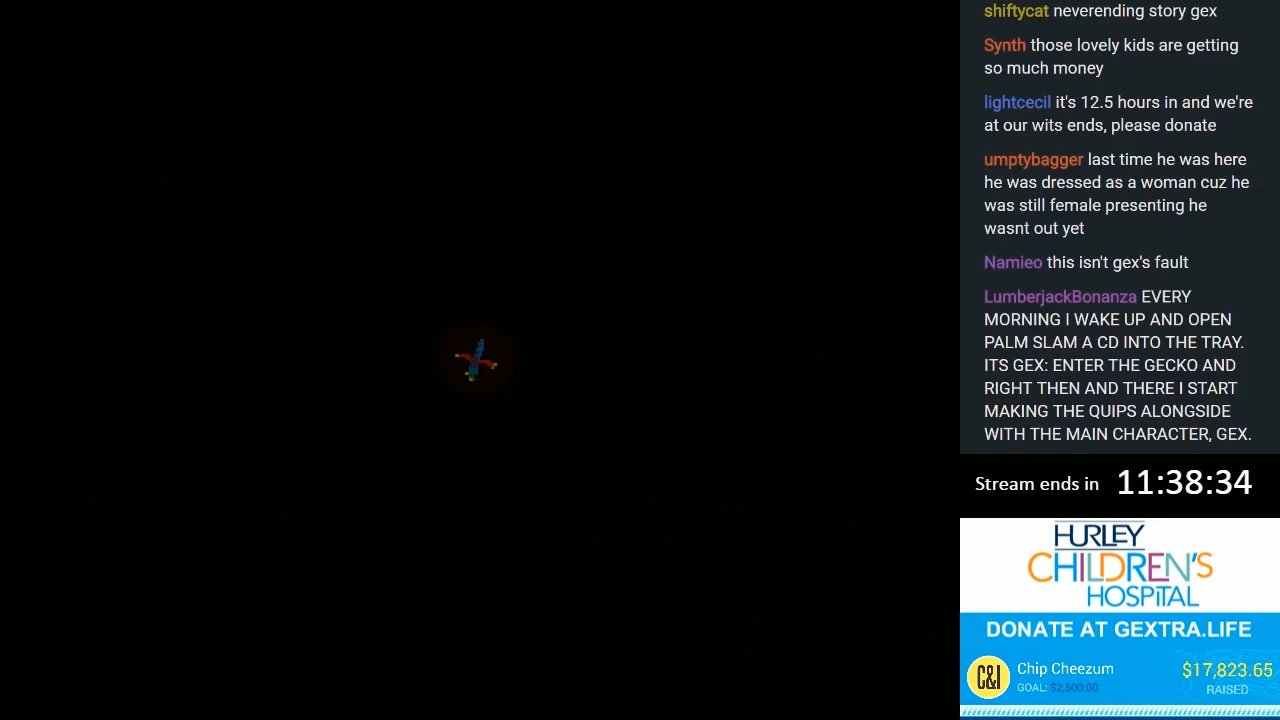 shiftycat neverending story gex
Synth those lovely kids are getting
so much money
lightcecil it's 12.5 hours in and we're
at our wits ends, please donate
umptybagger last time he was here
he was dressed as a woman cuz he
was still female presenting he
wasnt out yet
Namieo this isn't gex's fault
LumberjackBonanza EVERY
MORNING I WAKE UP AND OPEN
PALM SLAM A CD INTO THE TRAY.
ITS GEX: ENTER THE GECKO AND
RIGHT THEN AND THERE I START
MAKING THE QUIPS ALONGSIDE
WITH THE MAIN CHARACTER, GEX.
Stream ends in 11:38:34
HURLEY
CHILDREN'S
HOSPITAL
DONATE AT GEXTRA.LIFE
C&I Chip Cheezum $17,823.65
GOAL: $2,500.00 RAISED